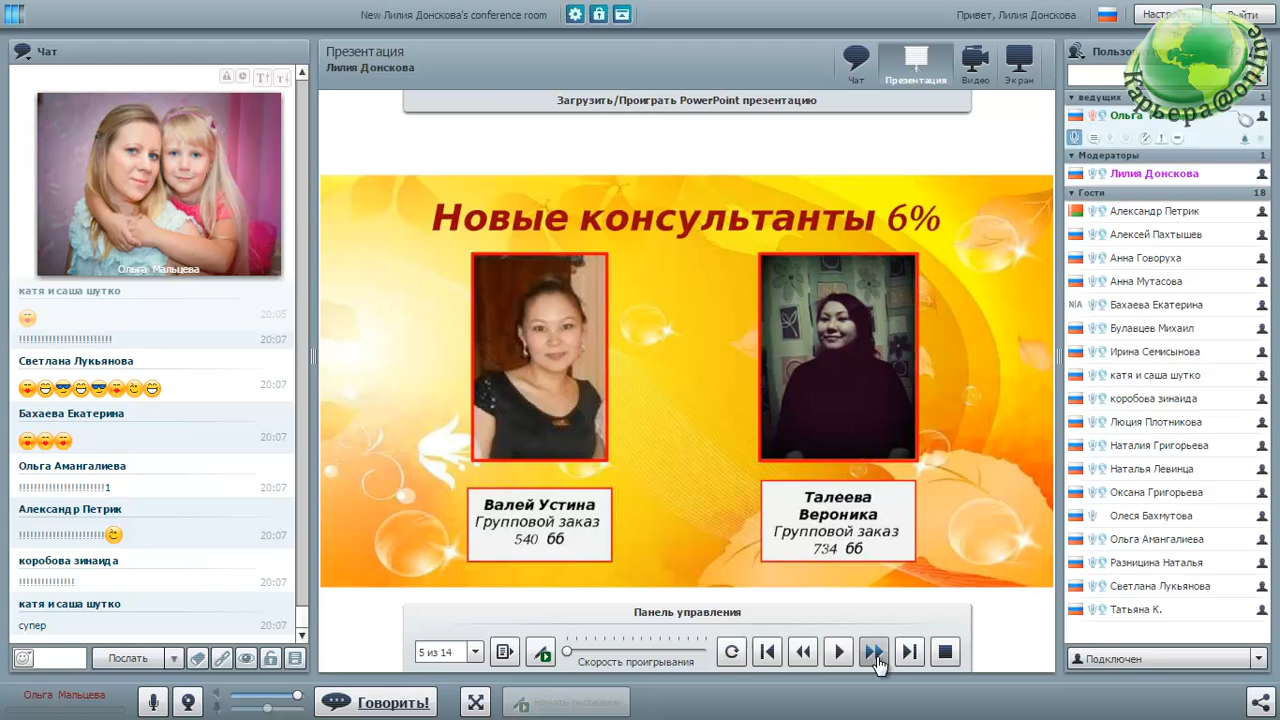 New Лилия Донскова's conference room
Привет, Лилия Донскова
Настройки
Выйти
Чат
Ольга Мальцева
катя и саша шутко
20:05
!!!!!!!!!!!!!!!!!!!!!!!!! 20:07
Светлана Лукьянова
20:07
Бахаева Екатерина
20:07
Ольга Амангалиева
!!!!!!!!!!!!!!!!!!!!!!!1 20:07
Александр Петрик
!!!!!!!!!!!!!!!!!!!!!!! 20:07
коробова зинаида
!!!!!!!!!!!!!!! 20:07
катя и саша шутко
супер 20:07
Послать
Презентация
Лилия Донскова
Чат
Презентация
Видео
Экран
Загрузить/Проиграть PowerPoint презентацию
Новые консультанты 6%
Валей Устина
Групповой заказ
540 бб
Талеева
Вероника
Групповой заказ
734 бб
Панель управления
5 из 14
Скорость проигрывания
Карьера@online
ведущих 1
Ольга
Модераторы 1
Лилия Донскова
Гости 18
Александр Петрик
Алексей Пахтышев
Анна Говоруха
Анна Мутасова
N/A Бахаева Екатерина
Булавцев Михаил
Ирина Семисынова
катя и саша шутко
коробова зинаида
Люция Плотникова
Наталия Григорьева
Наталья Левинца
Оксана Григорьева
Олеся Бахмутова
Ольга Амангалиева
Разницина Наталья
Светлана Лукьянова
Татьяна К.
Подключен
Ольга Мальцева
Говорить!